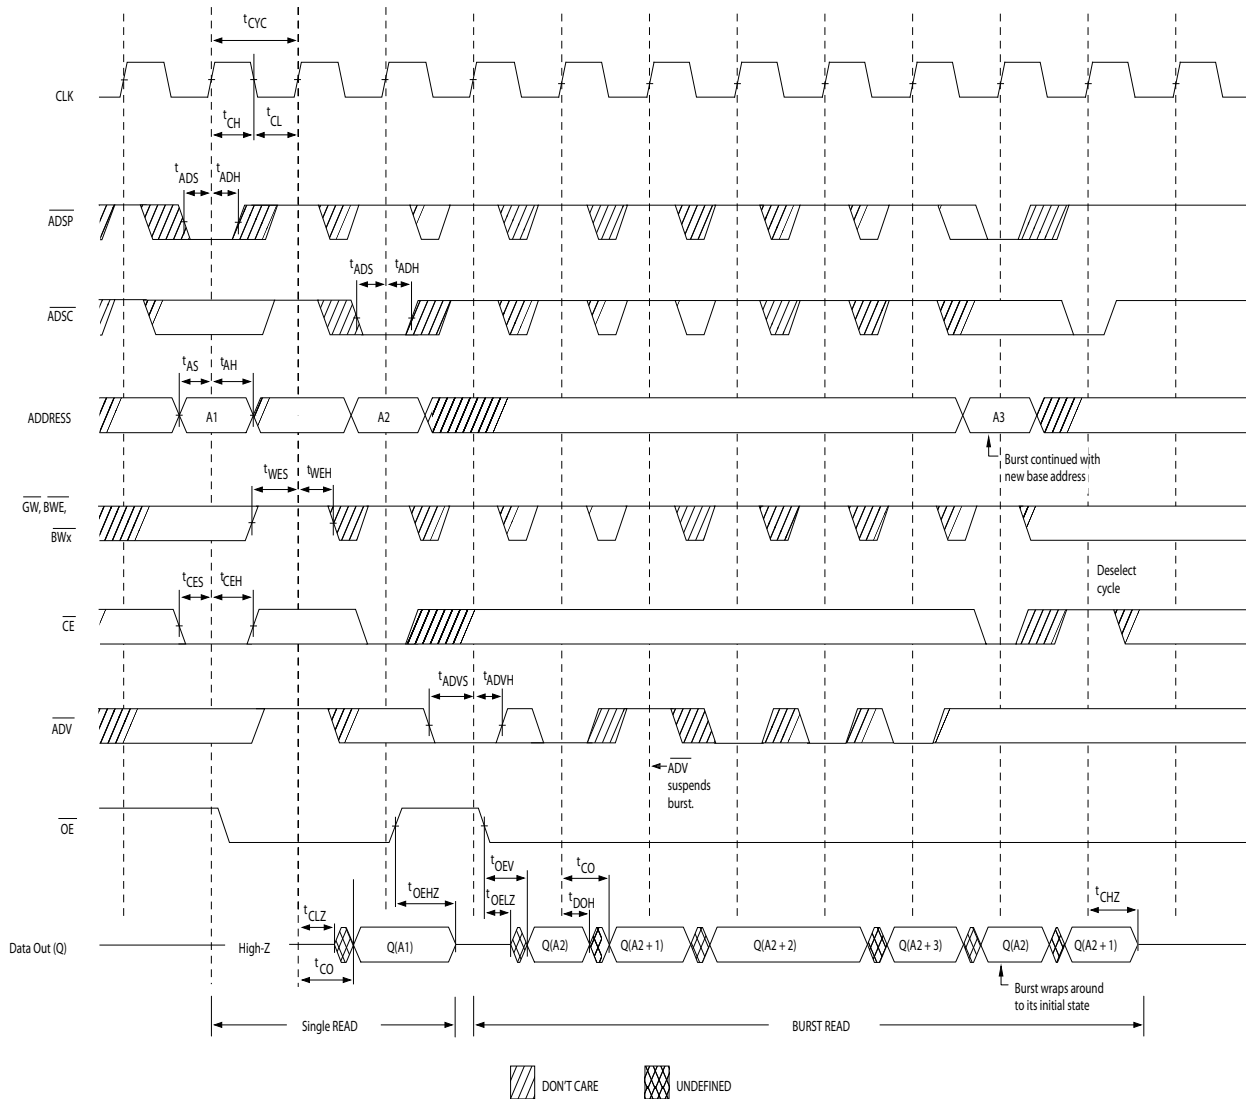 tCYC
CLK
tCH
tCL
tADS
tADH
ADSP
tADS
tADH
ADSC
tAS
tAH
ADDRESS
A1
A2
A3
Burst continued with
new base address
tWES
tWEH
GW, BWE,
BWx
tCES
tCEH
Deselect
cycle
CE
tADVS
tADVH
ADV
ADV
suspends
burst.
OE
tOEHZ
tOEV
tCO
tCLZ
tOELZ
tDOH
tCHZ
Data Out (Q)
High-Z
Q(A1)
Q(A2)
Q(A2 + 1)
Q(A2 + 2)
Q(A2 + 3)
Q(A2)
Q(A2 + 1)
tCO
Burst wraps around
to its initial state
Single READ
BURST READ
DON'T CARE
UNDEFINED